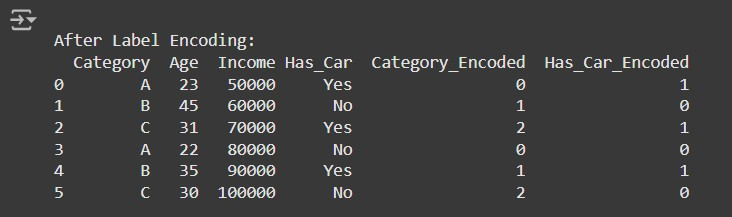 After Label Encoding:
  Category  Age  Income Has_Car  Category_Encoded  Has_Car_Encoded
0        A   23   50000     Yes                 0                1
1        B   45   60000      No                 1                0
2        C   31   70000     Yes                 2                1
3        A   22   80000      No                 0                0
4        B   35   90000     Yes                 1                1
5        C   30  100000      No                 2                0